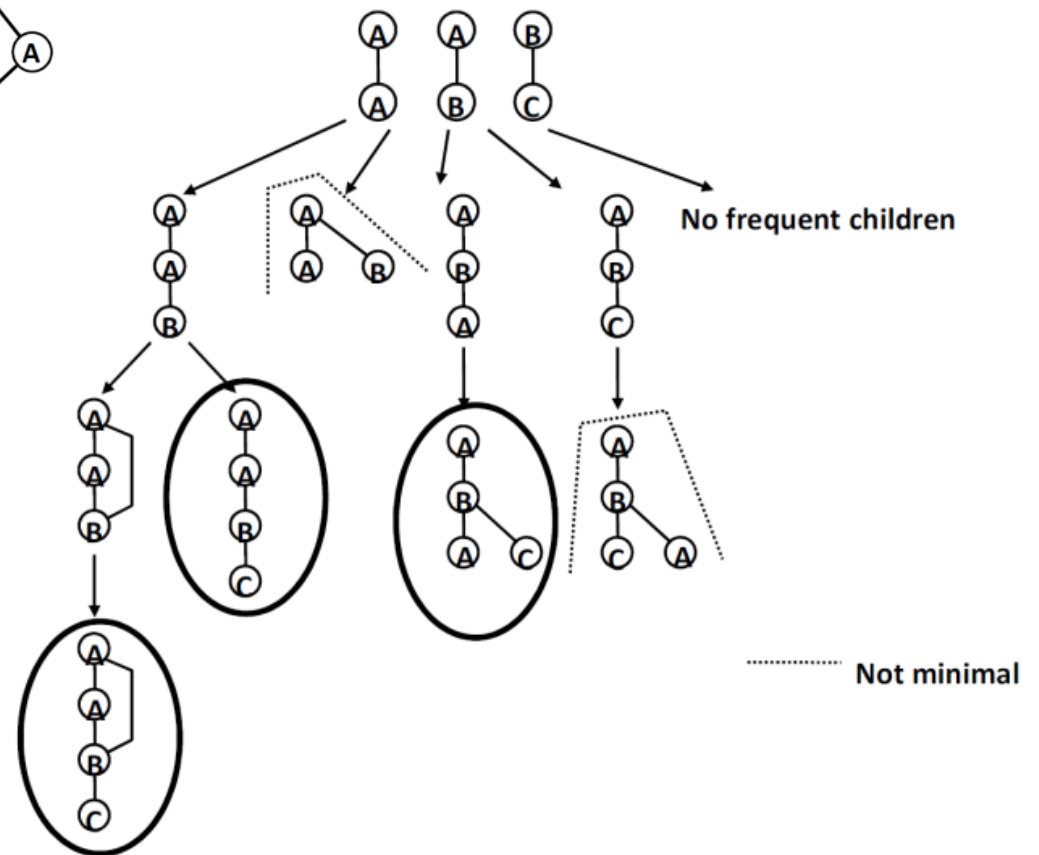 A A B
A
A B C
A A A A
No frequent children
A A B B B
B A C
A A
A
A B
A B C
B A C C A
C
A
Not minimal
A
B
C